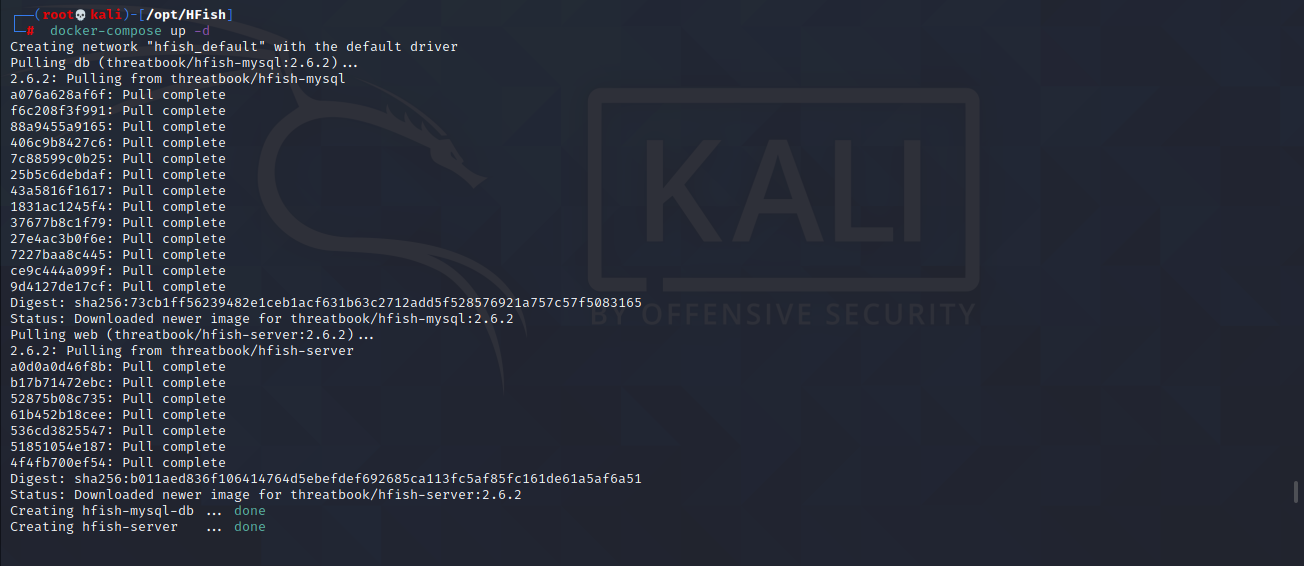 (root💀kali)-[/opt/HFish]
# docker-compose up -d
Creating network "hfish_default" with the default driver
Pulling db (threatbook/hfish-mysql:2.6.2)...
2.6.2: Pulling from threatbook/hfish-mysql
a076a628af6f: Pull complete
f6c208f3f991: Pull complete
88a9455a9165: Pull complete
406c9b8427c6: Pull complete
7c88599c0b25: Pull complete
25b5c6debdaf: Pull complete
43a5816f1617: Pull complete
1831ac1245f4: Pull complete
37677b8c1f79: Pull complete
27e4ac3b0f6e: Pull complete
7227baa8c445: Pull complete
ce9c444a099f: Pull complete
9d4127de17cf: Pull complete
Digest: sha256:73cb1ff56239482e1ceb1acf631b63c2712add5f528576921a757c57f5083165
Status: Downloaded newer image for threatbook/hfish-mysql:2.6.2
Pulling web (threatbook/hfish-server:2.6.2)...
2.6.2: Pulling from threatbook/hfish-server
a0d0a0d46f8b: Pull complete
b17b71472ebc: Pull complete
52875b08c735: Pull complete
61b452b18cee: Pull complete
536cd3825547: Pull complete
51851054e187: Pull complete
4f4fb700ef54: Pull complete
Digest: sha256:b011aed836f106414764d5ebefdef692685ca113fc5af85fc161de61a5af6a51
Status: Downloaded newer image for threatbook/hfish-server:2.6.2
Creating hfish-mysql-db ... done
Creating hfish-server ... done
KALI
BY OFFENSIVE SECURITY